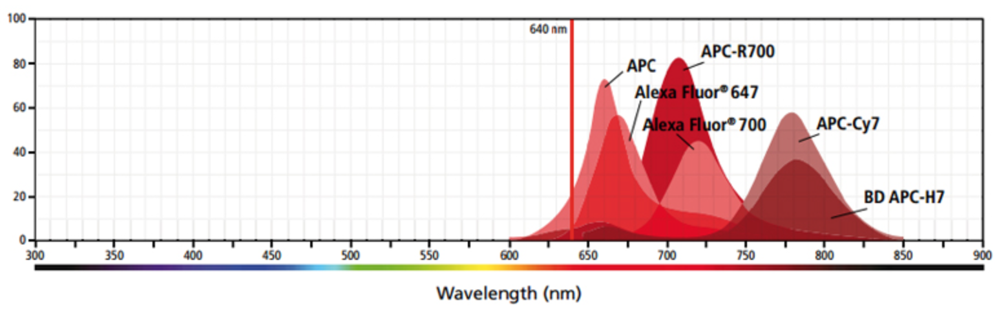 100
640 nm
APC-R700
80
APC
Alexa Fluor® 647
60
Alexa Fluor® 700
APC-Cy7
40
20
BD APC-H7
0
300 350 400 450 500 550 600 650 700 750 800 850 900
Wavelength (nm)